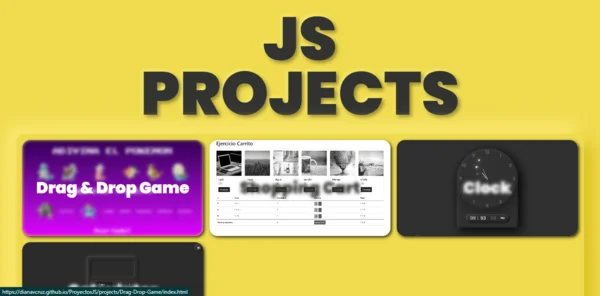 JS
PROJECTS
ADIVINA EL POKEMON
Drag & Drop Game
Ejercicio Carrito
Shopping Cart
Clock
https://dianavcruz.github.io/ProyectosJS/projects/Drag-Drop-Game/index.html